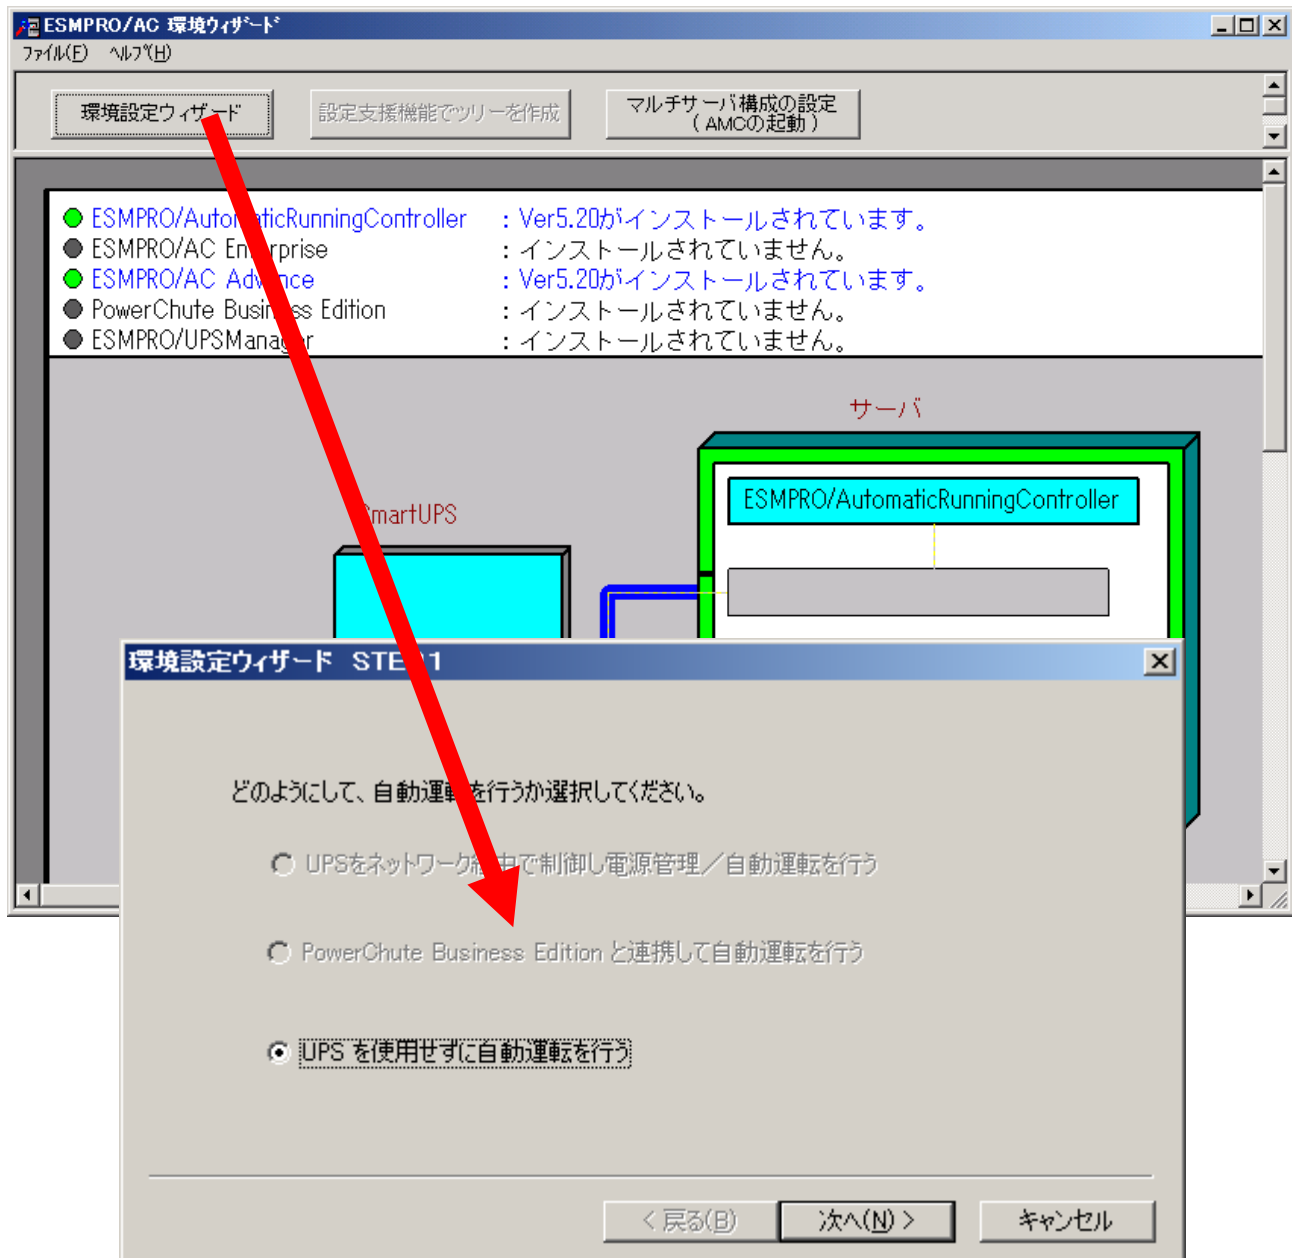 ESMPRO/AC 環境ウィザード
ファイル(F) ヘルプ(H)
環境設定ウィザード 設定支援機能でツリーを作成 マルチサーバ構成の設定
(AMCの起動)
ESMPRO/AutomaticRunningController : Ver5.20がインストールされています。
ESMPRO/AC Enterprise : インストールされていません。
ESMPRO/AC Advance : Ver5.20がインストールされています。
PowerChute Business Edition : インストールされていません。
ESMPRO/UPSManager : インストールされていません。
サーバ
ESMPRO/AutomaticRunningController
SmartUPS
環境設定ウィザード STEP1
どのようにして、自動運転を行うか選択してください。
UPSをネットワーク経由で制御し電源管理／自動運転を行う
PowerChute Business Edition と連携して自動運転を行う
UPS を使用せずに自動運転を行う
< 戻る(B) 次へ(N) > キャンセル